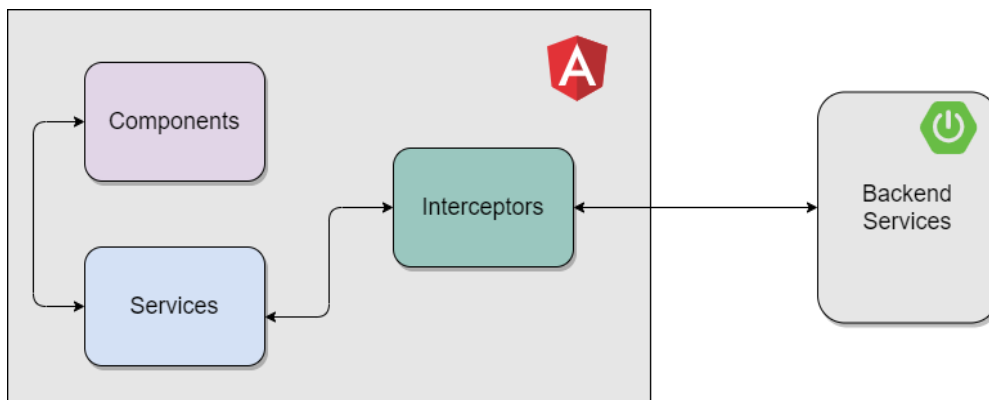 Components
Services
Interceptors
Backend
Services